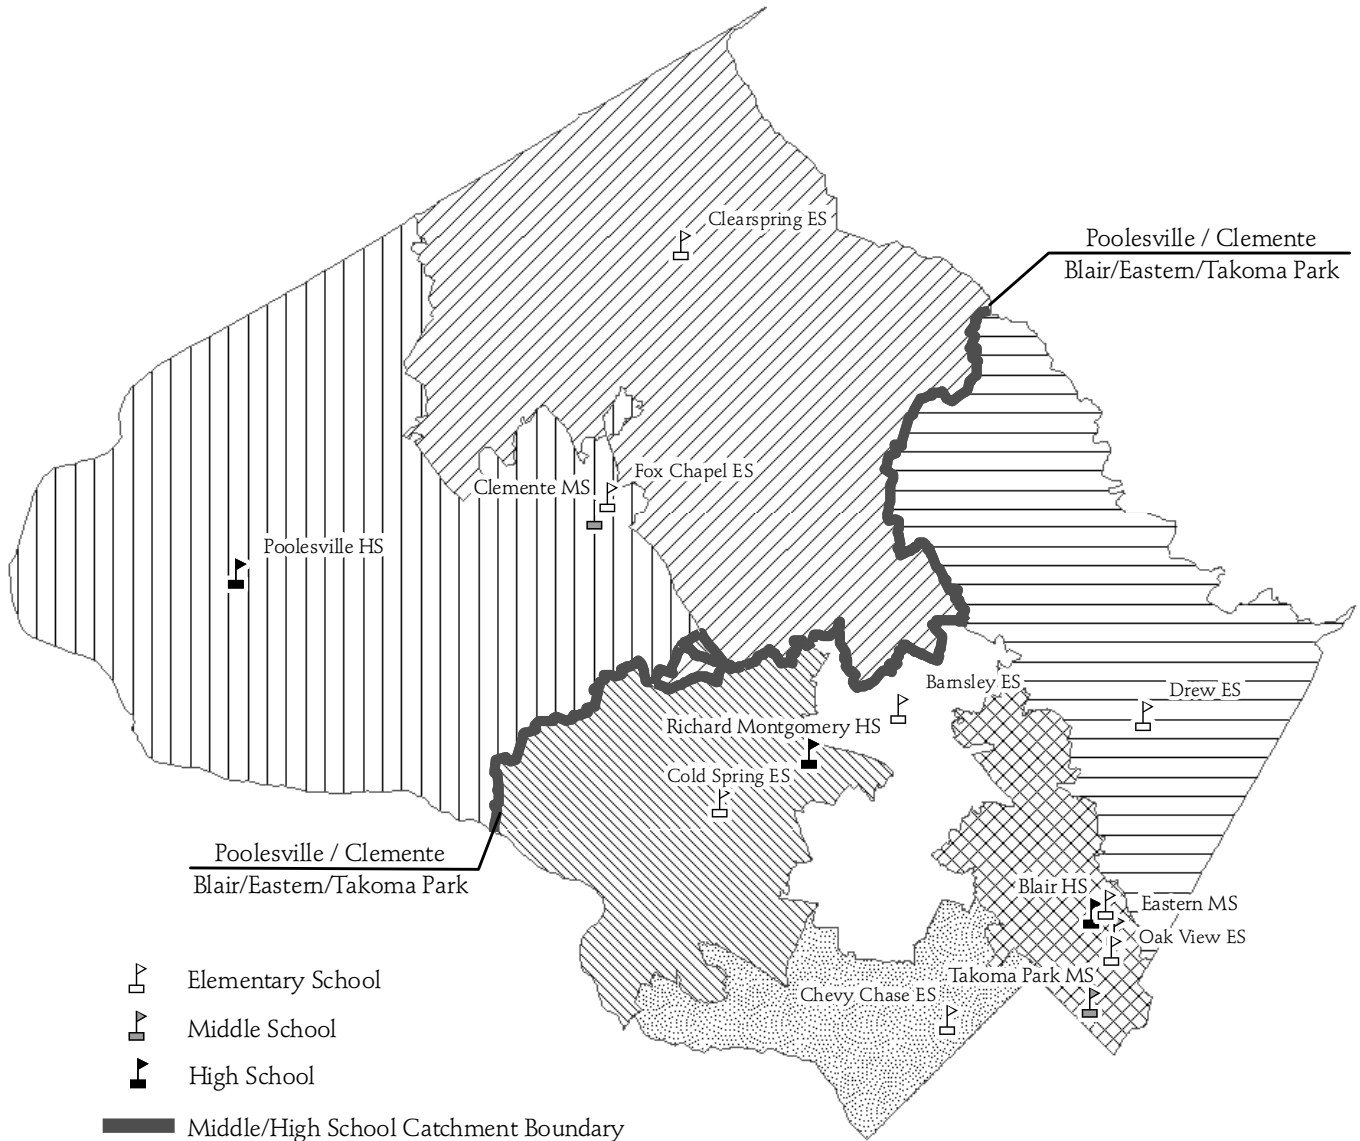 Clearspring ES
Poolesville / Clemente
Blair/Eastern/Takoma Park
Fox Chapel ES
Clemente MS
Poolesville HS
Barnsley ES
Drew ES
Richard Montgomery HS
Cold Spring ES
Poolesville / Clemente
Blair/Eastern/Takoma Park
Blair HS
Eastern MS
Oak View ES
Takoma Park MS
Chevy Chase ES
Elementary School
Middle School
High School
Middle/High School Catchment Boundary